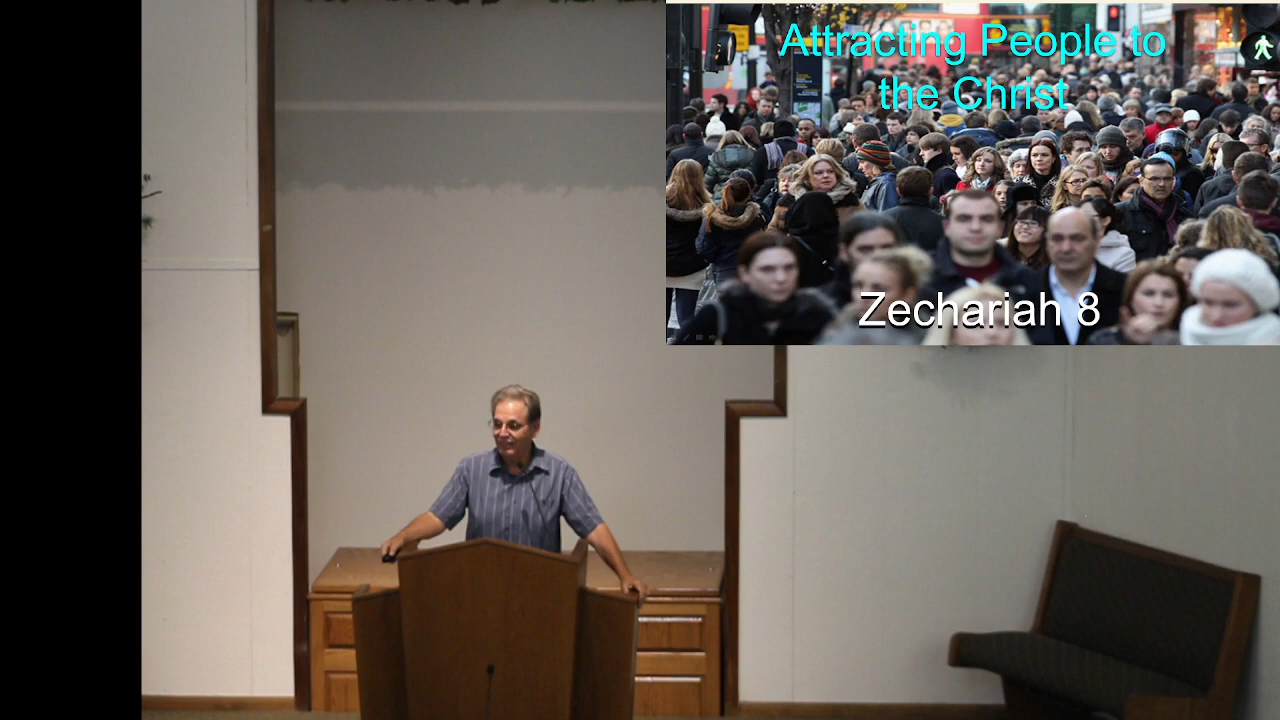 Attracting People to
the Christ
Zechariah 8